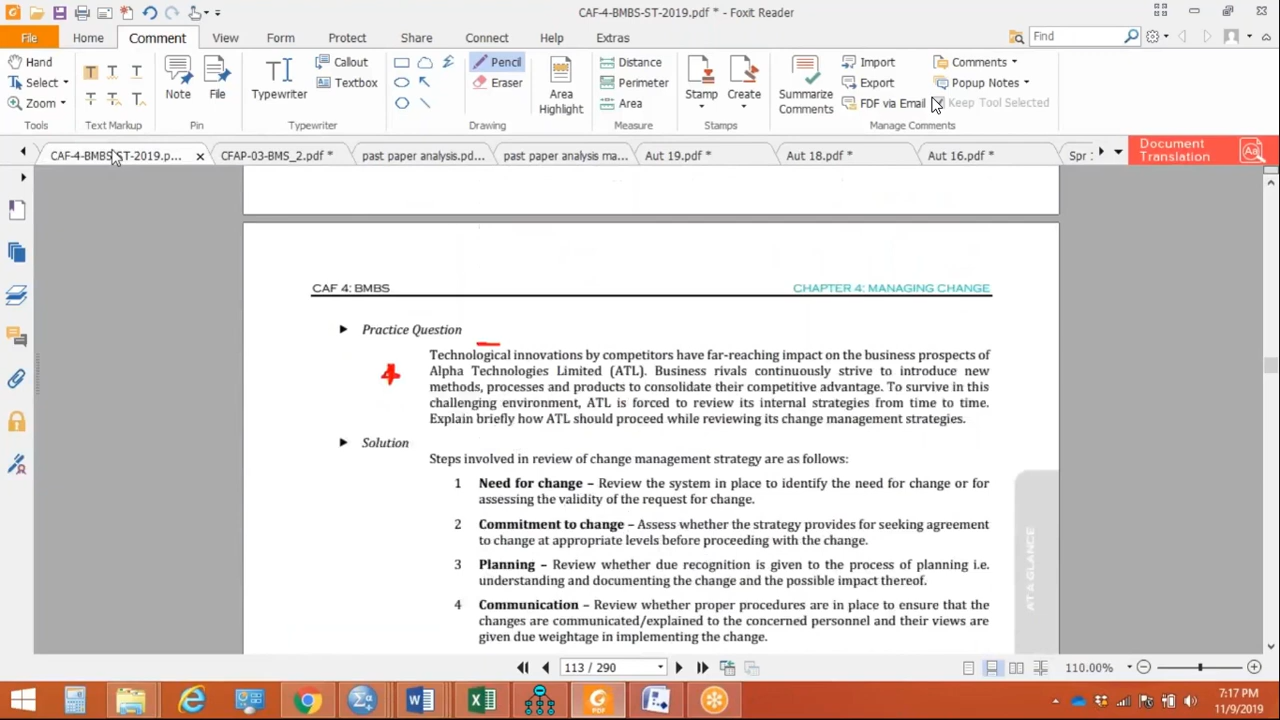 CAF-4-BMBS-ST-2019.pdf * - Foxit Reader
File Home Comment View Form Protect Share Connect Help Extras Find
Hand
Select
Zoom
Tools
Text Markup
Note
File
Pin
Typewriter
Callout
Textbox
Typewriter
Pencil
Eraser
Area
Highlight
Drawing
Distance
Perimeter
Area
Measure
Stamp
Create
Stamps
Summarize
Comments
Import
Export
FDF via Email
Comments
Popup Notes
Keep Tool Selected
Manage Comments
CAF-4-BMBS-ST-2019.p... CFAP-03-BMS_2.pdf * past paper analysis.pd... past paper analysis ma... Aut 19.pdf * Aut 18.pdf * Aut 16.pdf * Spr
Document
Translation
Aa
CAF 4: BMBS CHAPTER 4: MANAGING CHANGE
Practice Question
4
Technological innovations by competitors have far-reaching impact on the business prospects of
Alpha Technologies Limited (ATL). Business rivals continuously strive to introduce new
methods, processes and products to consolidate their competitive advantage. To survive in this
challenging environment, ATL is forced to review its internal strategies from time to time.
Explain briefly how ATL should proceed while reviewing its change management strategies.
Solution
Steps involved in review of change management strategy are as follows:
1 Need for change – Review the system in place to identify the need for change or for
assessing the validity of the request for change.
2 Commitment to change – Assess whether the strategy provides for seeking agreement
to change at appropriate levels before proceeding with the change.
3 Planning – Review whether due recognition is given to the process of planning i.e.
understanding and documenting the change and the possible impact thereof.
4 Communication – Review whether proper procedures are in place to ensure that the
changes are communicated/explained to the concerned personnel and their views are
given due weightage in implementing the change.
AT A GLANCE
113 / 290 110.00%
7:17 PM
11/9/2019